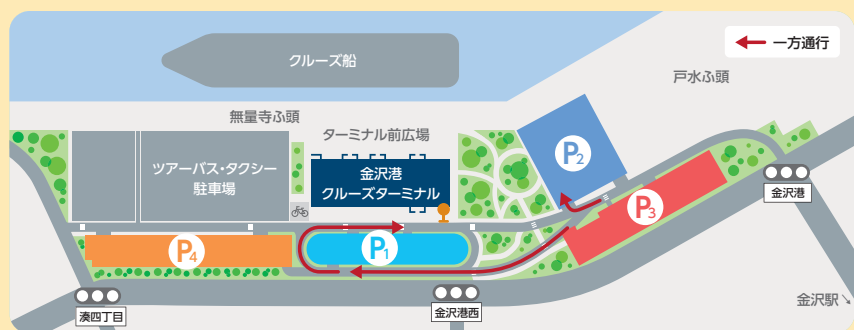 一方通行
クルーズ船
戸水ふ頭
無量寺ふ頭
ターミナル前広場
ツアーバス・タクシー
駐車場
金沢港
クルーズターミナル
P2
P3
金沢港
P4
P1
金沢駅
湊四丁目
金沢港西